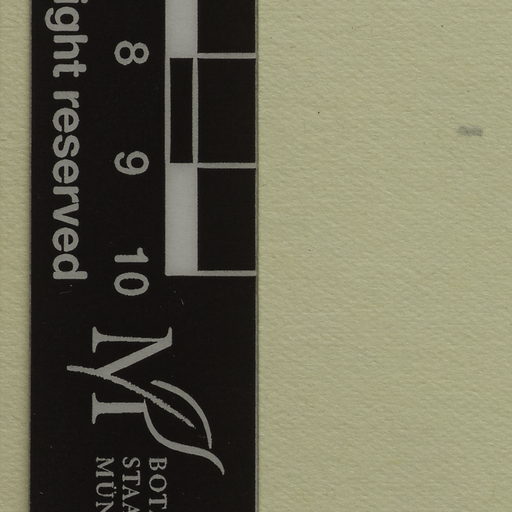 ight reserved
8
9
10
M
BOT
STAA
MÜN